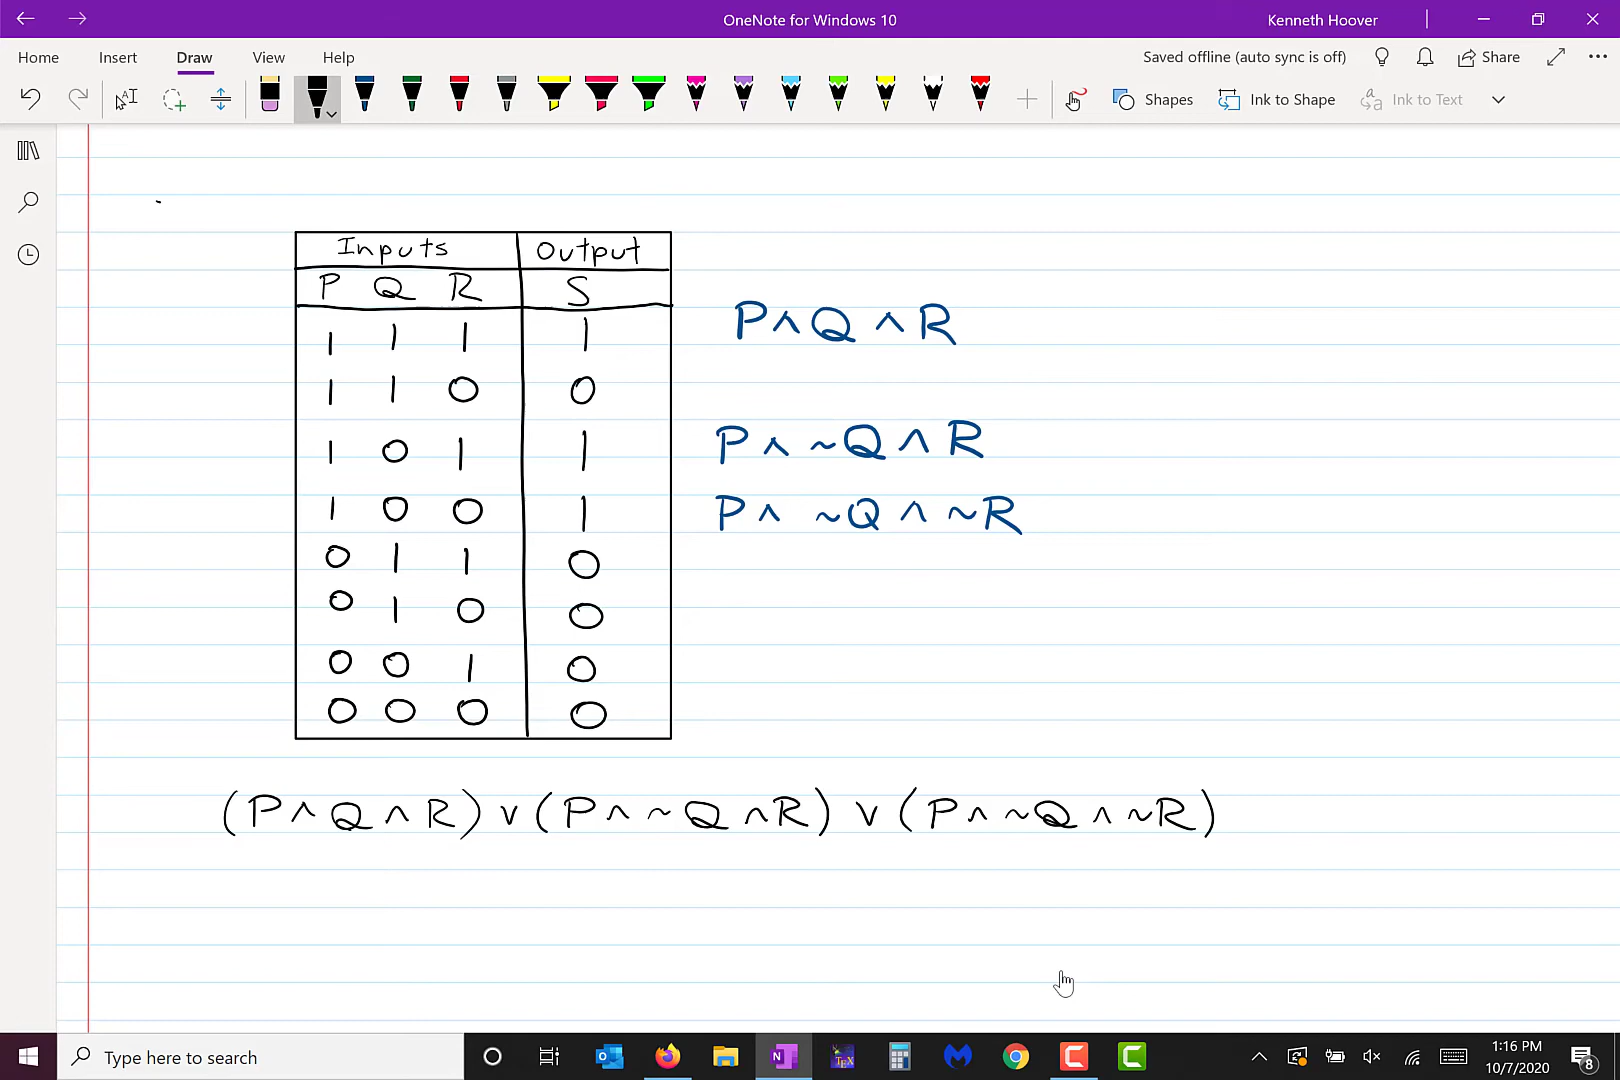 OneNote for Windows 10
Kenneth Hoover
Home Insert Draw View Help
Saved offline (auto sync is off) Share
Shapes Ink to Shape Ink to Text
Inputs Output
P Q R S
1 1 1 1
P∧Q∧R
1 1 0 0
1 0 1 1
P∧~Q∧R
1 0 0 1
P∧~Q∧~R
0 1 1 0
0 1 0 0
0 0 1 0
0 0 0 0
(P∧Q∧R)∨(P∧~Q∧R)∨(P∧~Q∧~R)
Type here to search
1:16 PM
10/7/2020
8